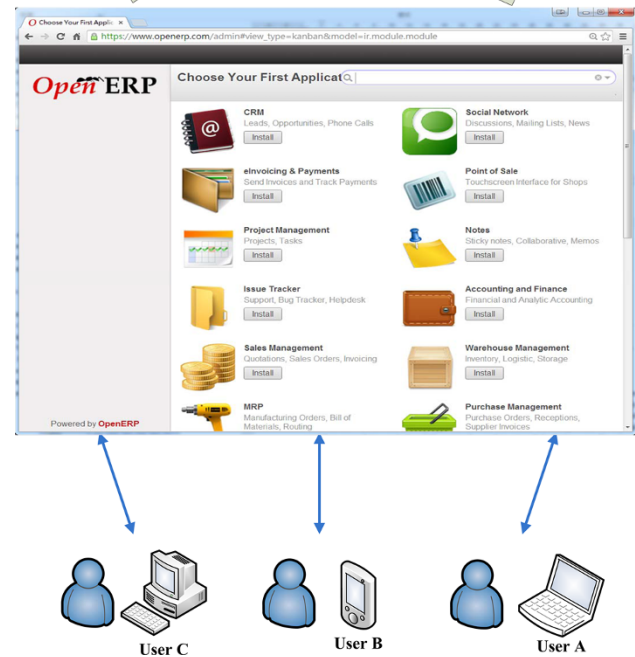 Choose Your First Applic
https://www.openerp.com/admin#view_type=kanban&model=ir.module.module
Open ERP
Choose Your First Applicat
CRM
Leads, Opportunities, Phone Calls
Install
Social Network
Discussions, Mailing Lists, News
Install
eInvoicing & Payments
Send Invoices and Track Payments
Install
Point of Sale
Touchscreen Interface for Shops
Install
Project Management
Projects, Tasks
Install
Notes
Sticky notes, Collaborative, Memos
Install
Issue Tracker
Support, Bug Tracker, Helpdesk
Install
Accounting and Finance
Financial and Analytic Accounting
Install
Sales Management
Quotations, Sales Orders, Invoicing
Install
Warehouse Management
Inventory, Logistic, Storage
Install
MRP
Manufacturing Orders, Bill of
Materials, Routing
Purchase Management
Purchase Orders, Receptions,
Supplier Invoices
Powered by OpenERP
User C
User B
User A